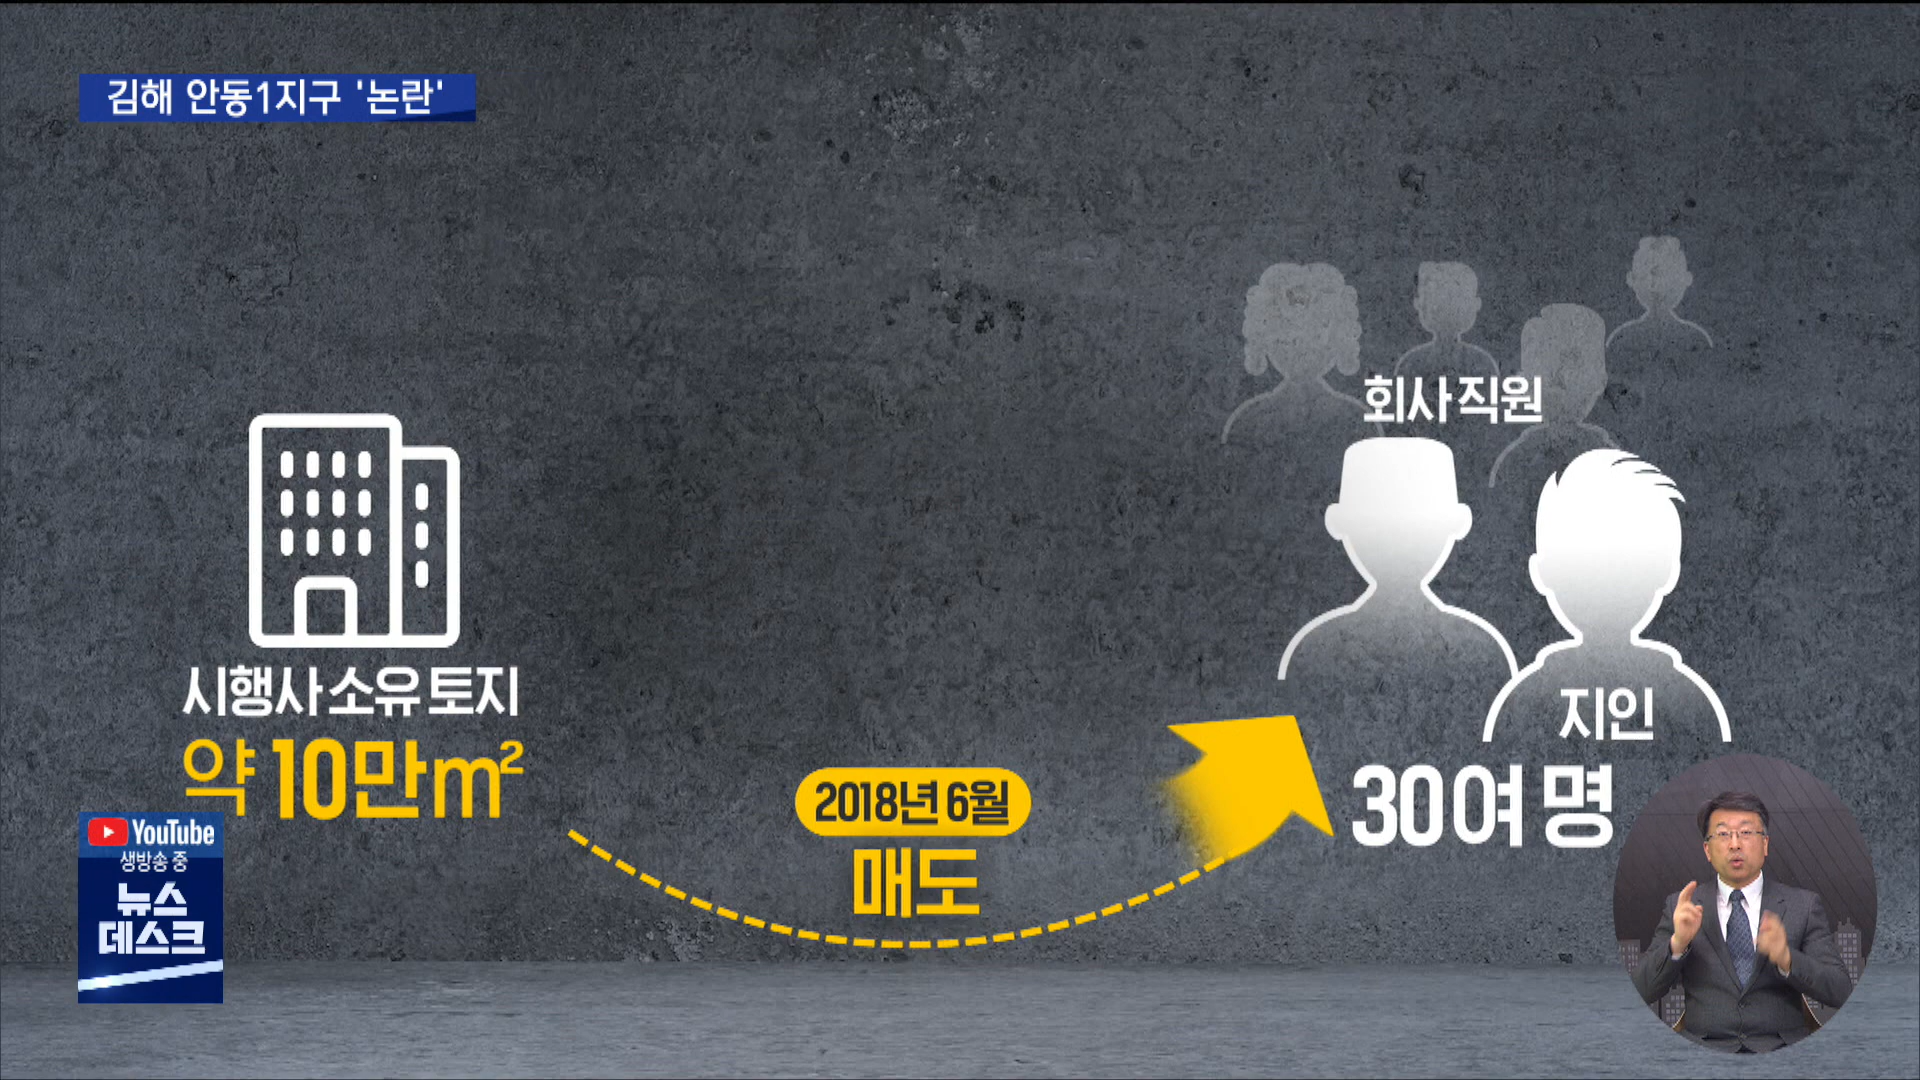 김해 안동1지구 '논란'
회사 직원
지인
30여 명
시행사 소유 토지
약 10만㎡
2018년 6월
매도
YouTube
생방송 중
뉴스
데스크